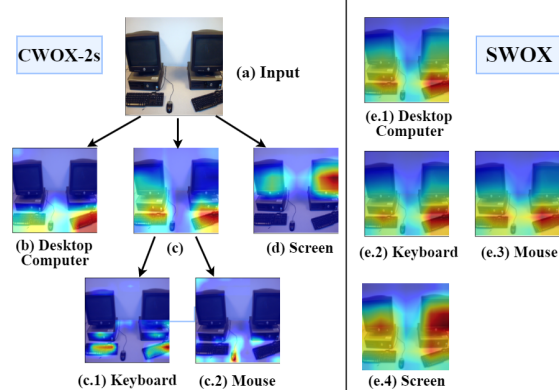 CWOX-2s
(a) Input
(b) Desktop
Computer
(c)
(d) Screen
(c.1) Keyboard
(c.2) Mouse
SWOX
(e.1) Desktop
Computer
(e.2) Keyboard
(e.3) Mouse
(e.4) Screen